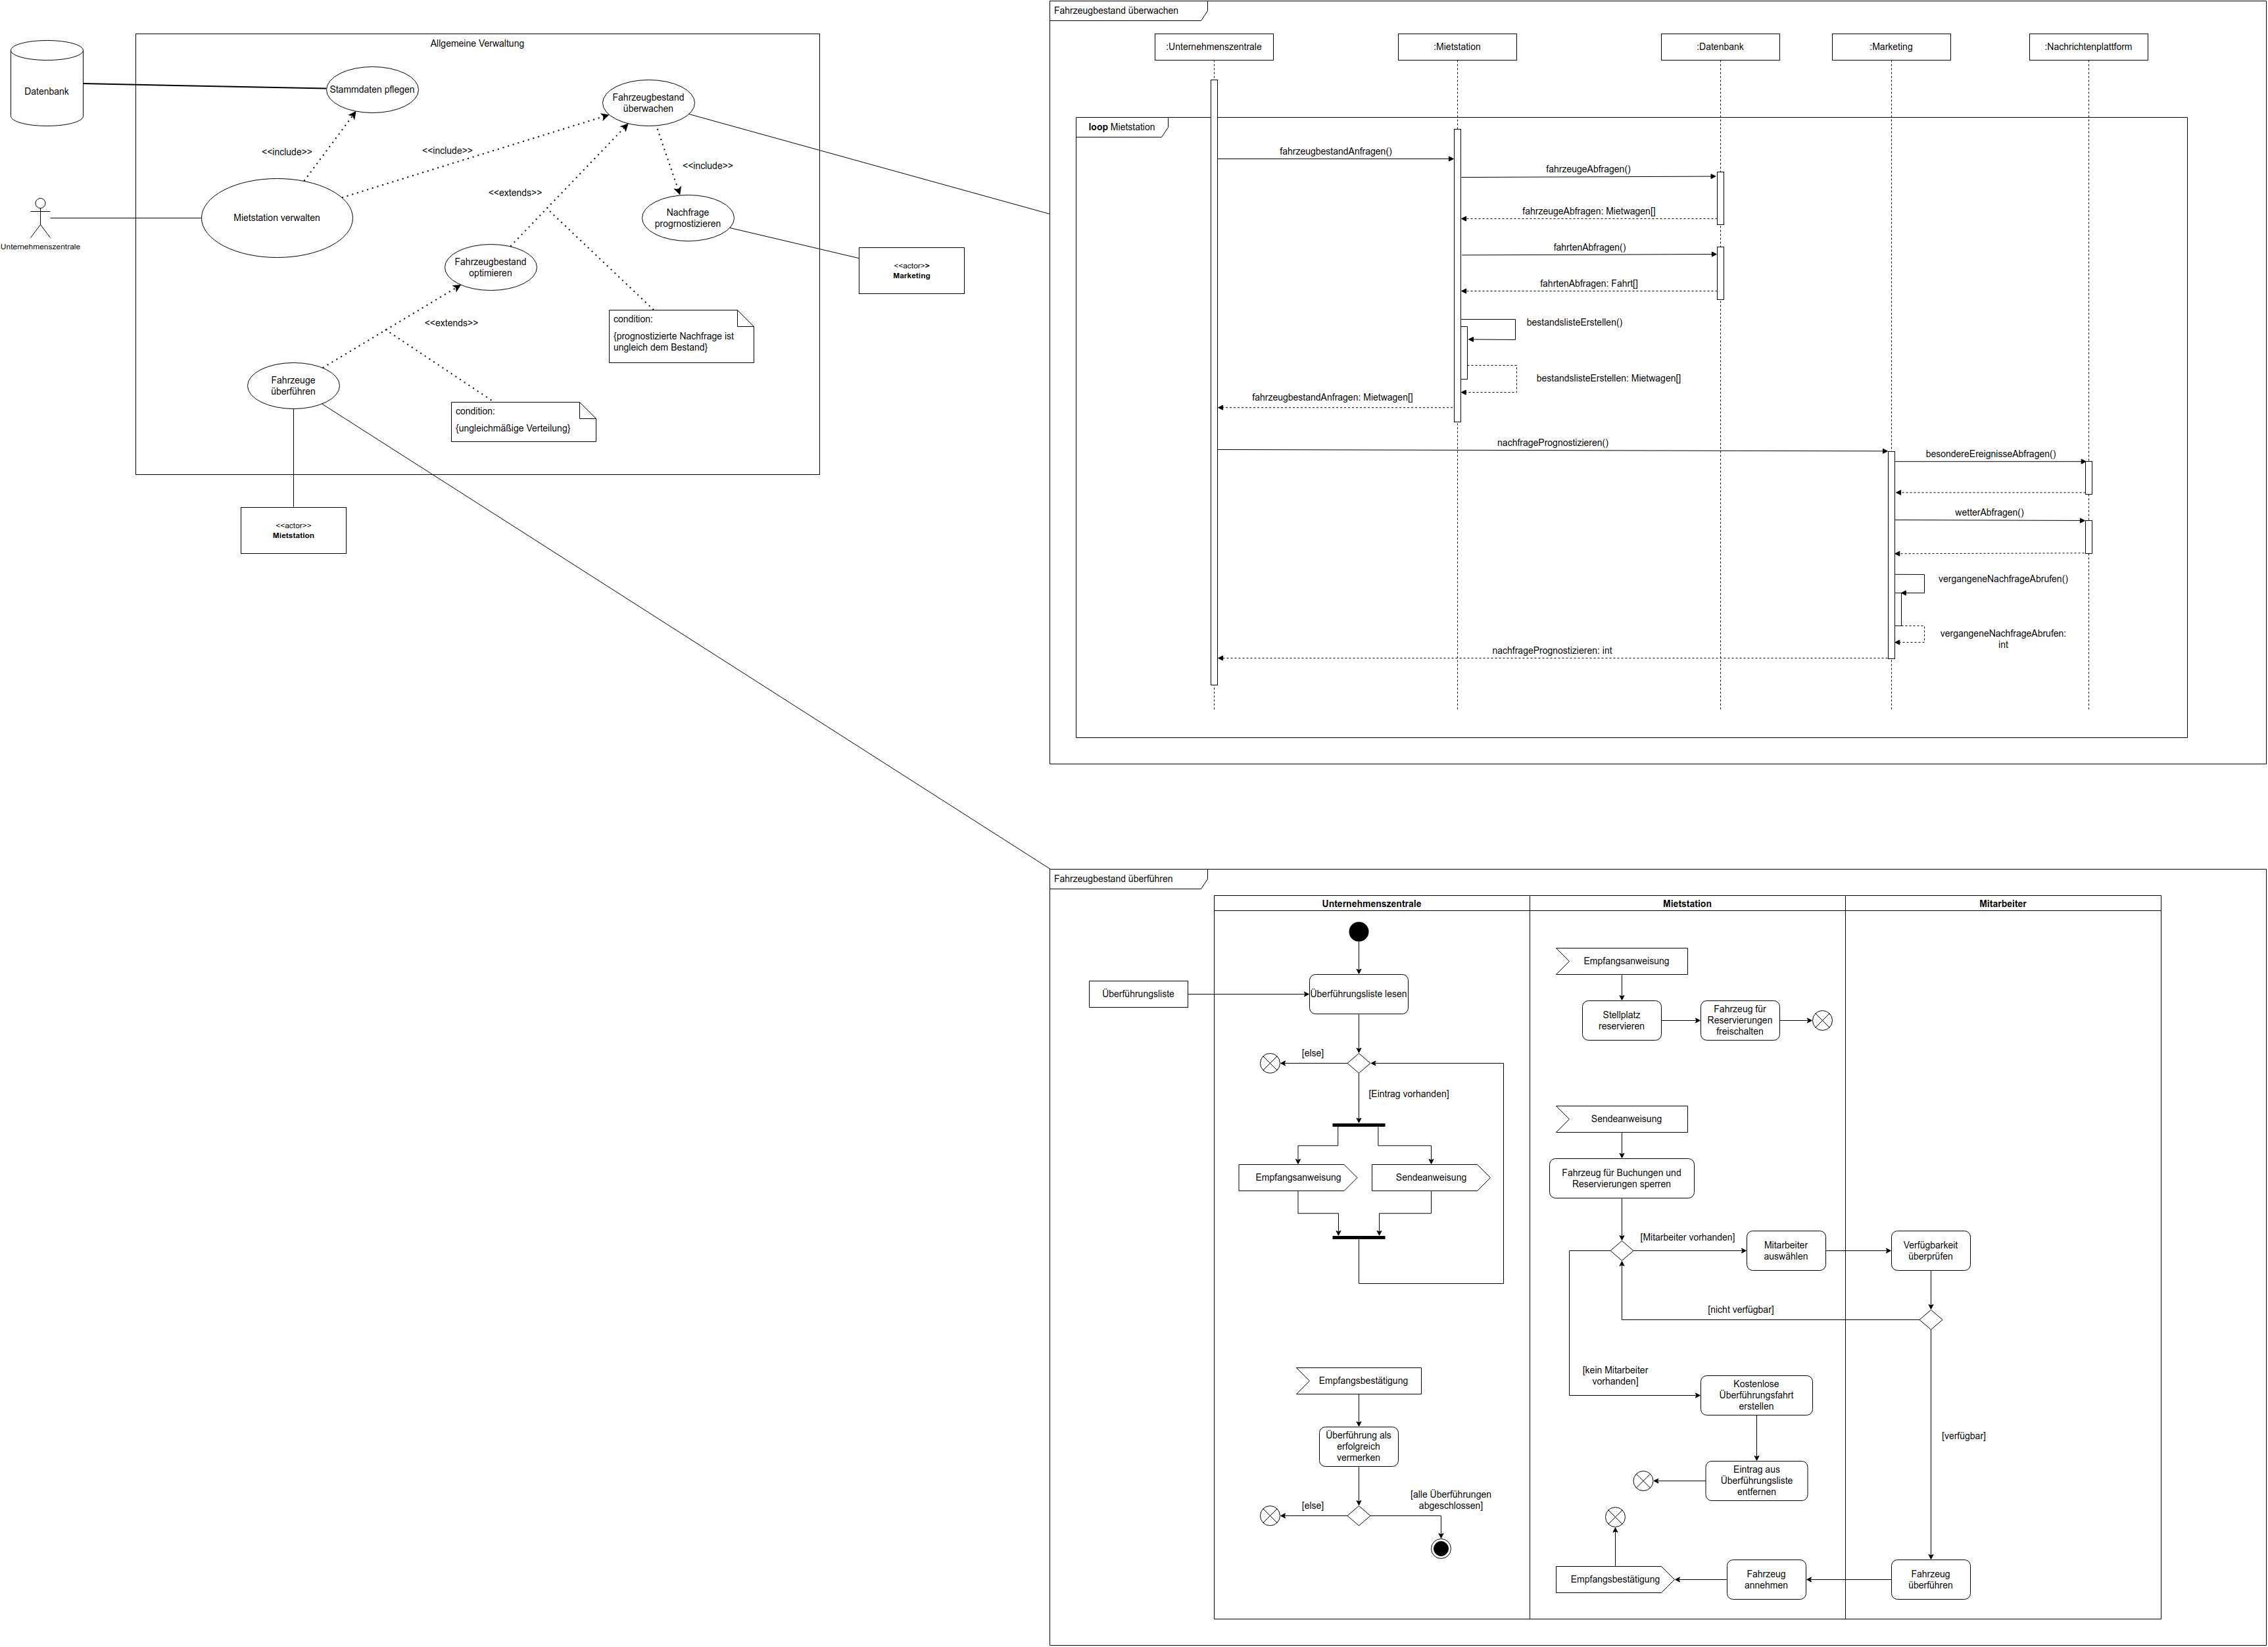 Allgemeine Verwaltung
Datenbank
Stammdaten pflegen
Fahrzeugbestand
überwachen
<<include>>
<<include>>
<<include>>
<<extends>>
Unternehmenszentrale
Mietstation verwalten
Nachfrage
progrnostizieren
Fahrzeugbestand
optimieren
<<actor>>
Marketing
<<extends>>
condition:
{prognostizierte Nachfrage ist
ungleich dem Bestand}
Fahrzeuge
überführen
condition:
{ungleichmäßige Verteilung}
<<actor>>
Mietstation
Fahrzeugbestand überwachen
:Unternehmenszentrale
:Mietstation
:Datenbank
:Marketing
:Nachrichtenplattform
loop Mietstation
fahrzeugbestandAnfragen()
fahrzeugeAbfragen()
fahrzeugeAbfragen: Mietwagen[]
fahrtenAbfragen()
fahrtenAbfragen: Fahrt[]
bestandslisteErstellen()
bestandslisteErstellen: Mietwagen[]
fahrzeugbestandAnfragen: Mietwagen[]
nachfragePrognostizieren()
besondereEreignisseAbfragen()
wetterAbfragen()
vergangeneNachfrageAbrufen()
vergangeneNachfrageAbrufen:
int
nachfragePrognostizieren: int
Fahrzeugbestand überführen
Unternehmenszentrale
Mietstation
Mitarbeiter
Überführungsliste
Überführungsliste lesen
[else]
[Eintrag vorhanden]
Empfangsanweisung
Sendeanweisung
Empfangsbestätigung
Überführung als
erfolgreich
vermerken
[else]
[alle Überführungen
abgeschlossen]
Empfangsanweisung
Stellplatz
reservieren
Fahrzeug für
Reservierungen
freischalten
Sendeanweisung
Fahrzeug für Buchungen und
Reservierungen sperren
[Mitarbeiter vorhanden]
Mitarbeiter
auswählen
Verfügbarkeit
überprüfen
[nicht verfügbar]
[kein Mitarbeiter
vorhanden]
Kostenlose
Überführungsfahrt
erstellen
[verfügbar]
Eintrag aus
Überführungsliste
entfernen
Empfangsbestätigung
Fahrzeug
annehmen
Fahrzeug
überführen